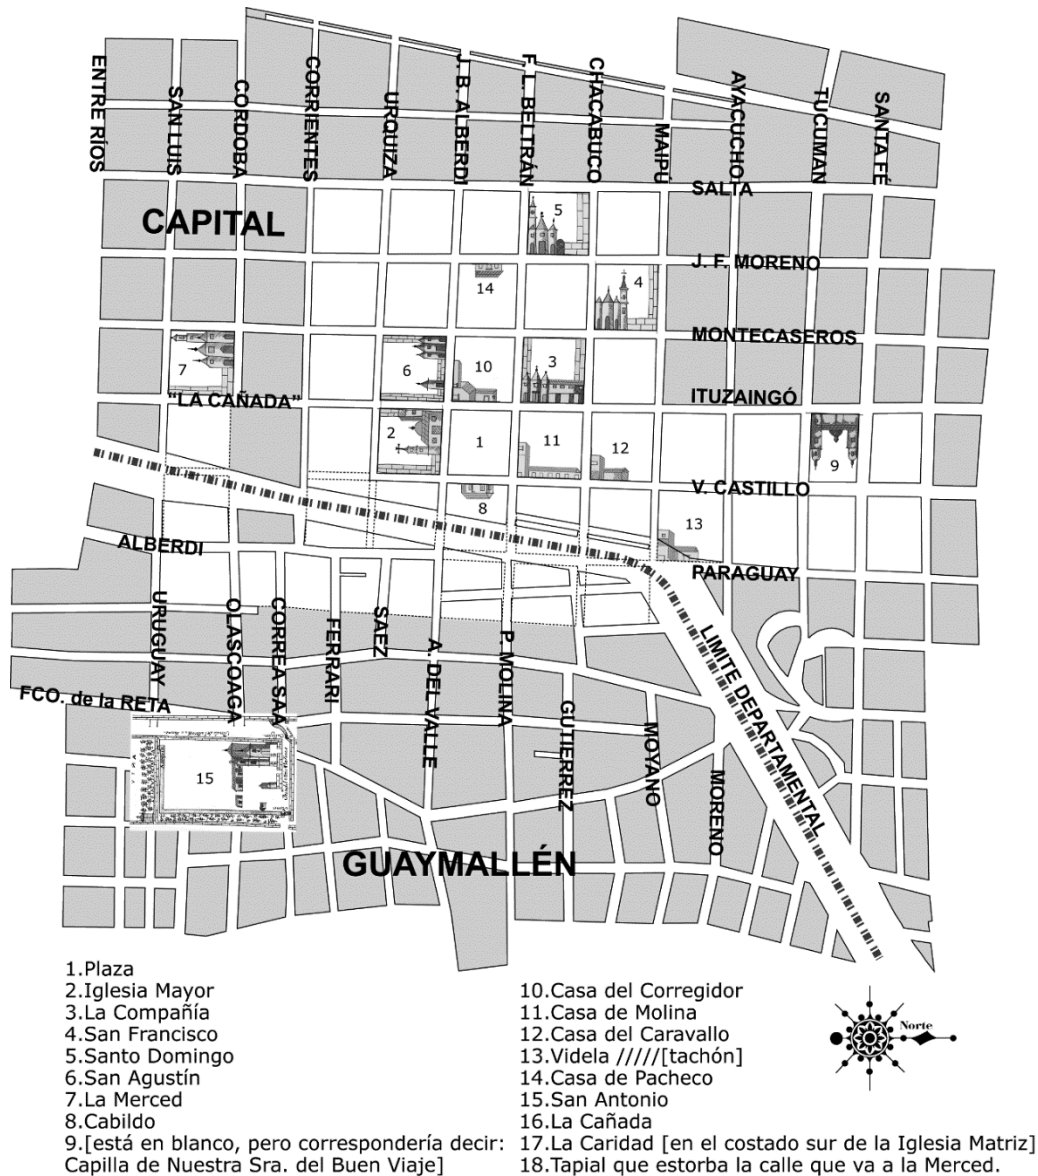 ENTRE RÍOS
SAN LUIS
CORDOBA
CORRIENTES
URQUIZA
J. B. ALBERDI
F. L. BELTRÁN
CHACABUCO
MAIPÚ
AYACUCHO
TUCUMAN
SANTA FÉ
SALTA
CAPITAL
5
J. F. MORENO
14
4
MONTECASEROS
7
6
10
3
"LA CAÑADA"
ITUZAINGÓ
2
1
11
12
9
V. CASTILLO
8
13
ALBERDI
PARAGUAY
URUGUAY
OLASCOAGA
CORREA SAA
FERRARI
SAEZ
A. DEL VALLE
P. MOLINA
GUTIERREZ
MOYANO
MORENO
LIMITE DEPARTAMENTAL
FCO. de la RETA
15
GUAYMALLÉN
1.Plaza
2.Iglesia Mayor
3.La Compañía
4.San Francisco
5.Santo Domingo
6.San Agustín
7.La Merced
8.Cabildo
9.[está en blanco, pero correspondería decir:
Capilla de Nuestra Sra. del Buen Viaje]
10.Casa del Corregidor
11.Casa de Molina
12.Casa del Caravallo
13.Videla /////[tachón]
14.Casa de Pacheco
15.San Antonio
16.La Cañada
17.La Caridad [en el costado sur de la Iglesia Matriz]
18.Tapial que estorba la calle que va a la Merced.
Norte